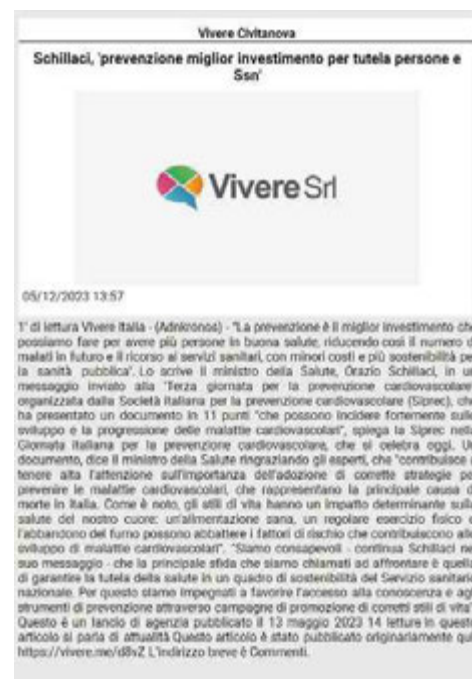 Vivere Civitanova
Schillaci, 'prevenzione miglior investimento per tutela persone e
Ssn'
Vivere Srl
05/12/2023 13:57
1' di lettura Vivere Italia - (Adnkronos) - "La prevenzione è il miglior investimento che
possiamo fare per avere più persone in buona salute, riducendo così il numero d
malati in futuro e il ricorso ai servizi sanitari, con minori costi e più sostenibilità pe
la sanità pubblica". Lo scrive il ministro della Salute, Orazio Schillaci, in un
messaggio inviato alla "Terza giornata per la prevenzione cardiovascolare
organizzata dalla Società italiana per la prevenzione cardiovascolare (Siprec), che
ha presentato un documento in 11 punti "che possono incidere fortemente sullo
sviluppo e la progressione delle malattie cardiovascolari", spiega la Siprec nella
Giornata italiana per la prevenzione cardiovascolare, che si celebra oggi. Un
documento, dice il ministro della Salute ringraziando gli esperti, che "contribuisce a
tenere alta l'attenzione sull'importanza dell'adozione di corrette strategie per
prevenire le malattie cardiovascolari, che rappresentano la principale causa d
morte in Italia. Come è noto, gli stili di vita hanno un impatto determinante sulla
salute del nostro cuore: un'alimentazione sana, un regolare esercizio fisico e
l'abbandono del fumo possono abbattere i fattori di rischio che contribuiscono allo
sviluppo di malattie cardiovascolari". "Siamo consapevoli - continua Schillaci nel
suo messaggio - che la principale sfida che siamo chiamati ad affrontare è quella
di garantire la tutela della salute in un quadro di sostenibilità del Servizio sanitario
nazionale. Per questo siamo impegnati a favorire l'accesso alla conoscenza e agl
strumenti di prevenzione attraverso campagne di promozione di corretti stili di vita"
Questo è un lancio di agenzia pubblicato il 13 maggio 2023 14 letture in questo
articolo si parla di attualità Questo articolo è stato pubblicato originariamente qui
https://vivere.me/d8vZ L'indirizzo breve è Commenti.